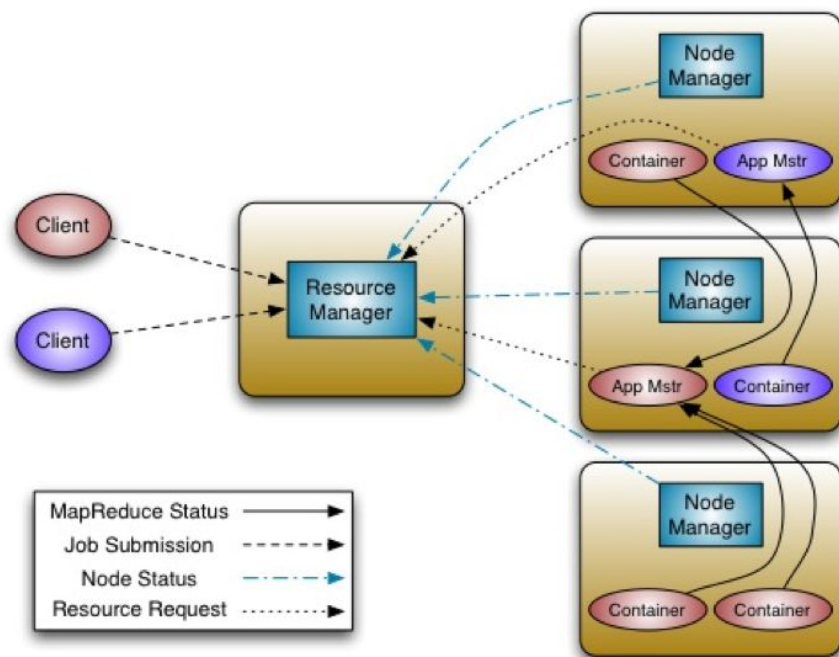 Node
Manager
Container
App Mstr
Client
Client
Resource
Manager
Node
Manager
App Mstr
Container
Node
Manager
Container
Container
MapReduce Status
Job Submission
Node Status
Resource Request